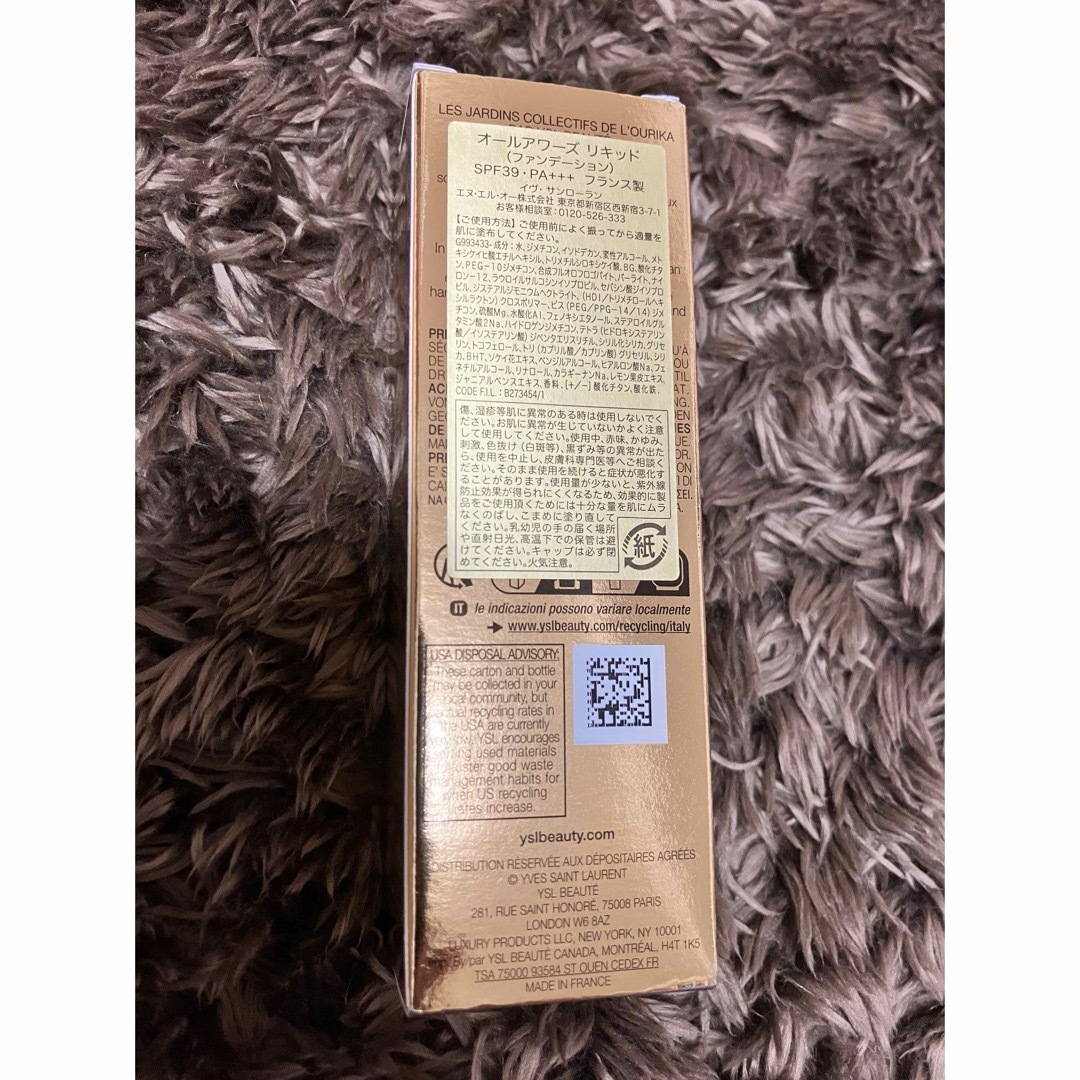 LES JARDINS COLLECTIFS DE L'OURIKA
オールアワーズ リキッド
(ファンデーション)
SPF39・PA+++ フランス製
イヴ・サンローラン
エヌ・エル・オー株式会社 東京都新宿区西新宿3-7-1
お客様相談室:0120-526-333
【ご使用方法】ご使用前によく振ってから適量を
肌に塗布してください。
G993433-成分:水,ジメチコン,イソドデカン,変性アルコール,メト
キシケイヒ酸エチルヘキシル,トリメチルシロキシケイ酸,BG,酸化チタ
ン,PEG-10ジメチコン,合成フルオロフロゴパイト,パーライト,ナイ
ロン-12,ラウロイルサルコシンイソプロピル,セバシン酸ジイソプロ
ピル,ジステアルジモニウムヘクトライト,(HDI/トリメチロールヘキ
シルラクトン)クロスポリマー,ビス(PEG/PPG-14/14)ジメ
チコン,硫酸Mg,水酸化Al,フェノキシエタノール,ステアロイルグル
タミン酸2Na,ハイドロゲンジメチコン,テトラ(ヒドロキシステアリン
酸/イソステアリン酸)ジペンタエリスリチル,シリル化シリカ,グリセ
リン,トコフェロール,トリ(カプリル酸/カプリン酸)グリセリル,シリ
カ,BHT,ソケイ花エキス,ベンジルアルコール,ヒアルロン酸Na,フェ
ネチルアルコール,リナロール,カラギーナンNa,レモン果皮エキス,
ジャニアルベンスエキス,香料,[+/-]酸化チタン,酸化鉄,
CODE F.I.L.:B273454/1
傷、湿疹等肌に異常のある時は使用しないでく
ださい。お肌に異常が生じていないかよく注意
して使用してください。使用中、赤味、かゆみ、
刺激、色抜け(白斑等)、黒ずみ等の異常が出た
ら、使用を中止し、皮膚科専門医等へご相談く
ださい。そのまま使用を続けると症状が悪化す
ることがあります。使用量が少ないと、紫外線
防止効果が得られにくくなるため、効果的に製
品をご使用頂くためには十分な量を肌にムラ
なくのばし、こまめに塗り直して
ください。乳幼児の手の届く場所
や直射日光、高温下での保管は避
けてください。キャップは必ず閉
めてください。火気注意。
紙
IT le indicazioni possono variare localmente
➔ www.yslbeauty.com/recycling/italy
USA DISPOSAL ADVISORY:
These carton and bottle
may be collected in your
local community, but
recycling rates in
USA are currently
YSL encourages
used materials
good waste
management habits for
when US recycling
rates increase.
yslbeauty.com
DISTRIBUTION RÉSERVÉE AUX DÉPOSITAIRES AGRÉÉS
© YVES SAINT LAURENT
YSL BEAUTÉ
281, RUE SAINT HONORÉ, 75008 PARIS
LONDON W6 8AZ
LUXURY PRODUCTS LLC, NEW YORK, NY 10001
by/par YSL BEAUTÉ CANADA, MONTRÉAL, H4T 1K5
TSA 75000 93584 ST OUEN CEDEX FR
MADE IN FRANCE